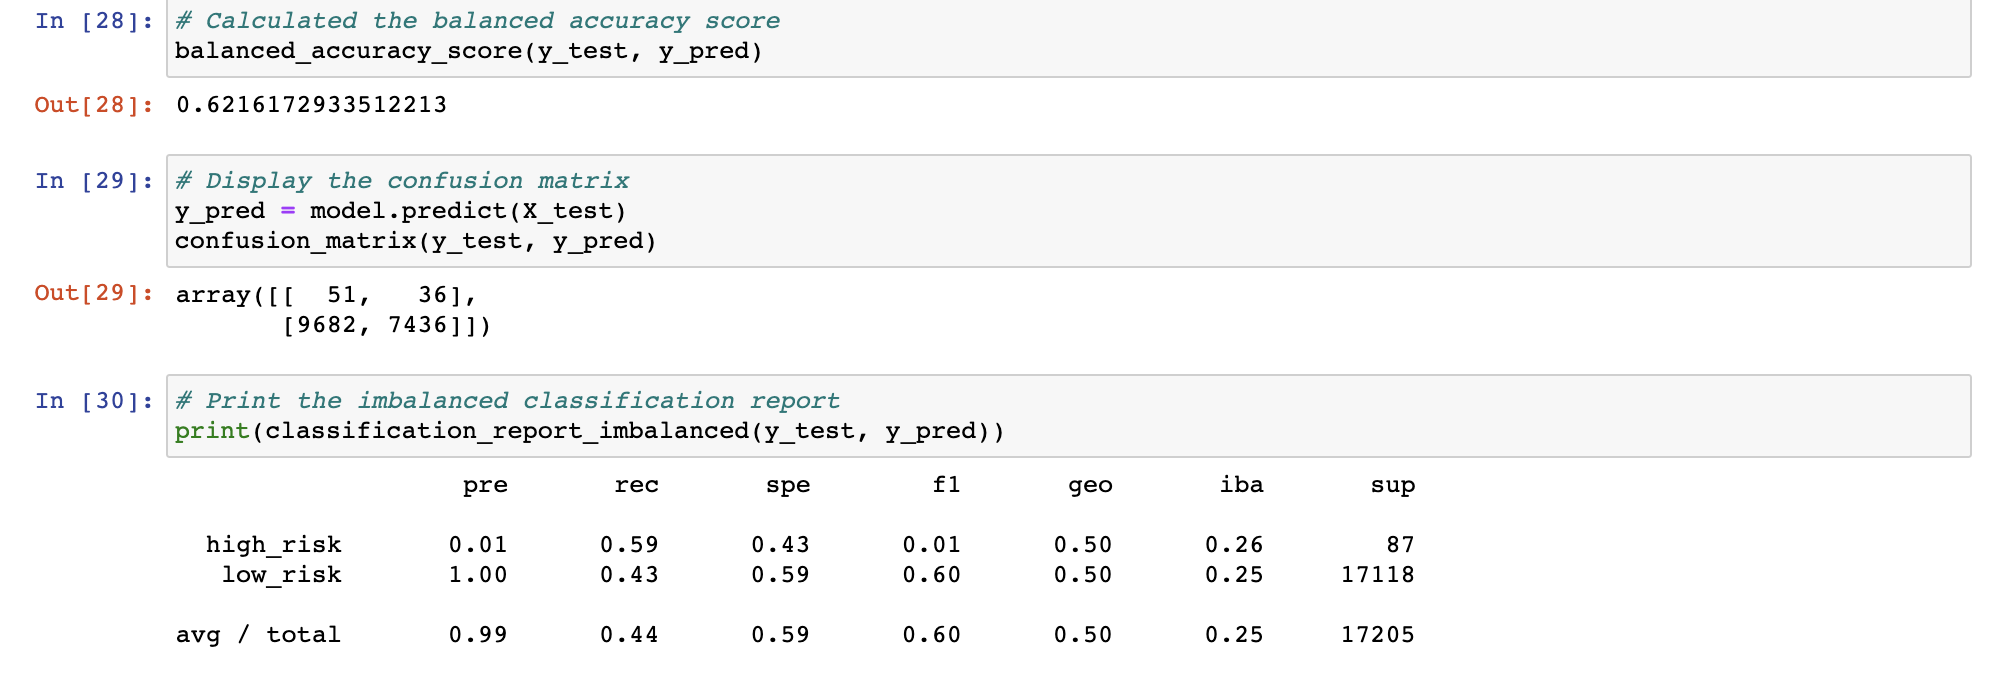 In [28]: # Calculated the balanced accuracy score
balanced_accuracy_score(y_test, y_pred)
Out[28]: 0.6216172933512213
In [29]: # Display the confusion matrix
y_pred = model.predict(X_test)
confusion_matrix(y_test, y_pred)
Out[29]: array([[  51,   36],
       [9682, 7436]])
In [30]: # Print the imbalanced classification report
print(classification_report_imbalanced(y_test, y_pred))
pre rec spe f1 geo iba sup
high_risk 0.01 0.59 0.43 0.01 0.50 0.26 87
low_risk 1.00 0.43 0.59 0.60 0.50 0.25 17118
avg / total 0.99 0.44 0.59 0.60 0.50 0.25 17205